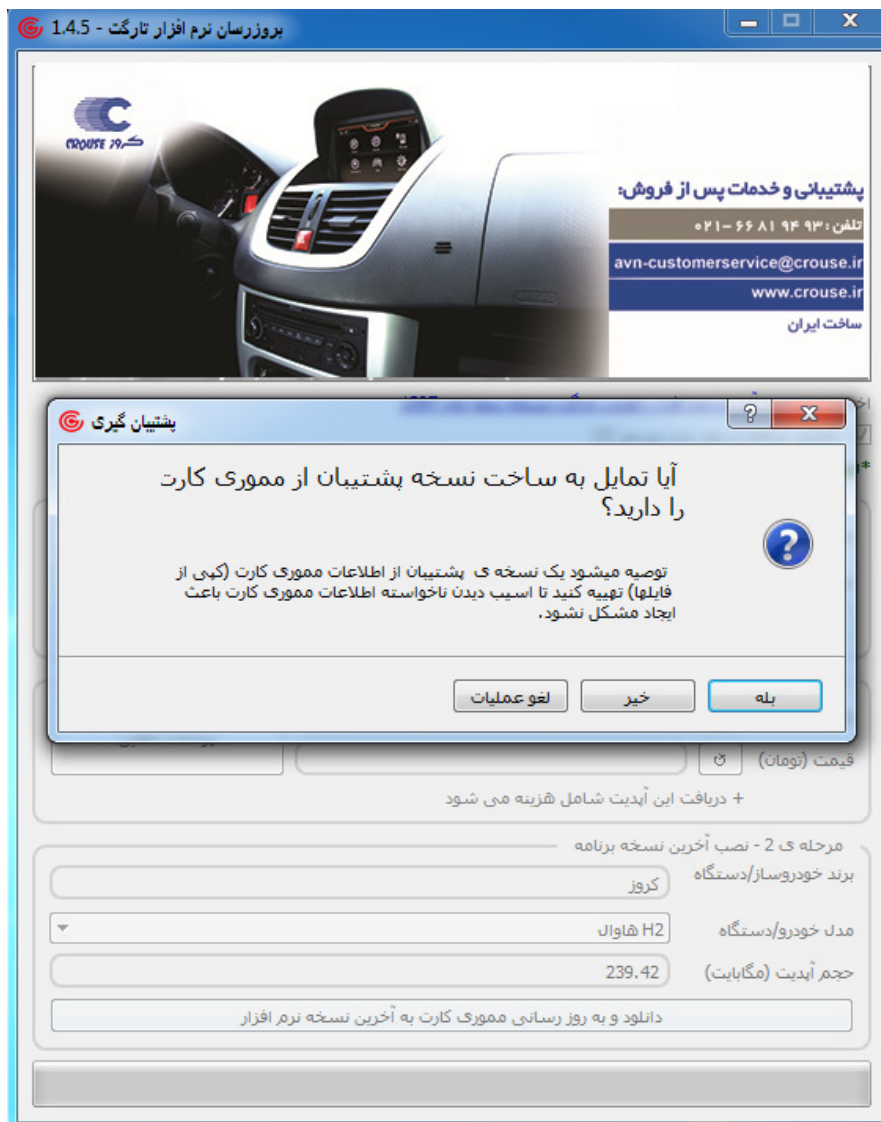 بروزرسان نرم افزار تارگت - 1.4.5
CROUSE کروز
پشتیبانی و خدمات پس از فروش:
تلفن: ۹۳ ۹۴ ۸۱ ۶۶ - ۰۲۱
avn-customerservice@crouse.ir
www.crouse.ir
ساخت ایران
پشتیبان گیری
آیا تمایل به ساخت نسخه پشتیبان از مموری کارت
را دارید؟
توصیه میشود یک نسخه ی پشتیبان از اطلاعات مموری کارت (کپی از
فایلها) تهییه کنید تا اسیب دیدن ناخواسته اطلاعات مموری کارت باعث
ایجاد مشکل نشود.
بله
خیر
لغو عملیات
قیمت (تومان)
+ دریافت این آپدیت شامل هزینه می شود
مرحله ی 2 - نصب آخرین نسخه برنامه
برند خودروساز/دستگاه
کروز
مدل خودرو/دستگاه
H2 هاوال
حجم آپدیت (مگابایت)
239.42
دانلود و به روز رسانی مموری کارت به آخرین نسخه نرم افزار